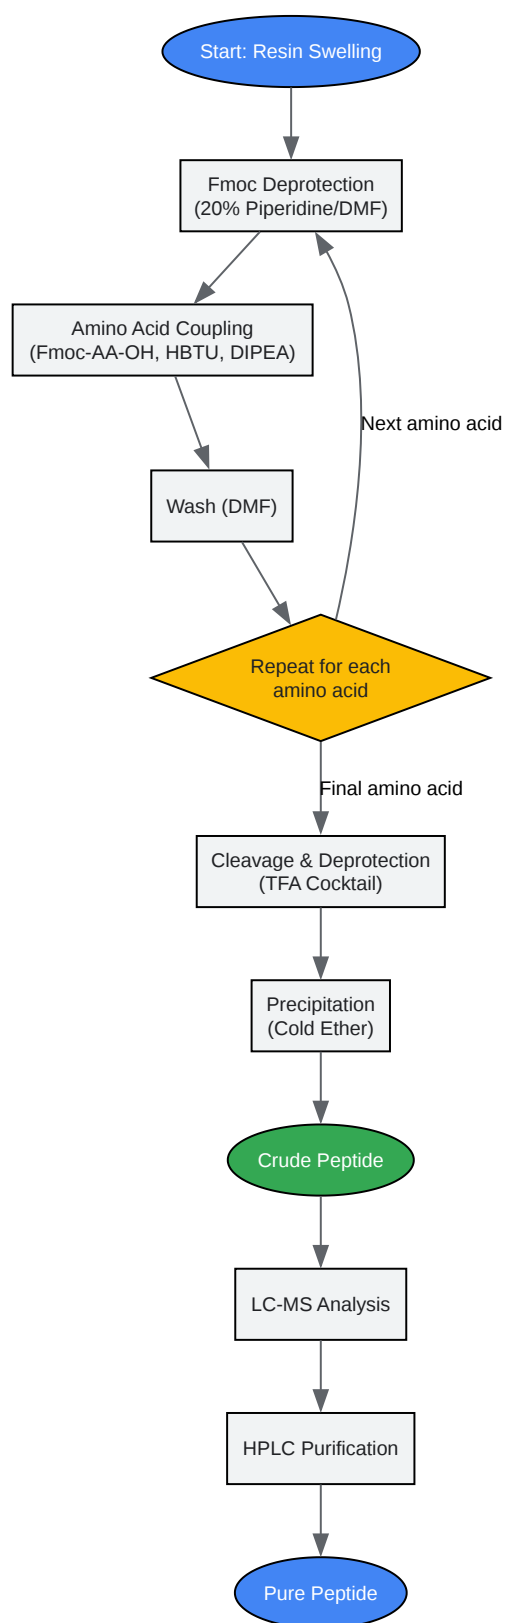 Start: Resin Swelling
Fmoc Deprotection
(20% Piperidine/DMF)
Amino Acid Coupling
(Fmoc-AA-OH, HBTU, DIPEA)
Next amino acid
Wash (DMF)
Repeat for each
amino acid
Final amino acid
Cleavage & Deprotection
(TFA Cocktail)
Precipitation
(Cold Ether)
Crude Peptide
LC-MS Analysis
HPLC Purification
Pure Peptide